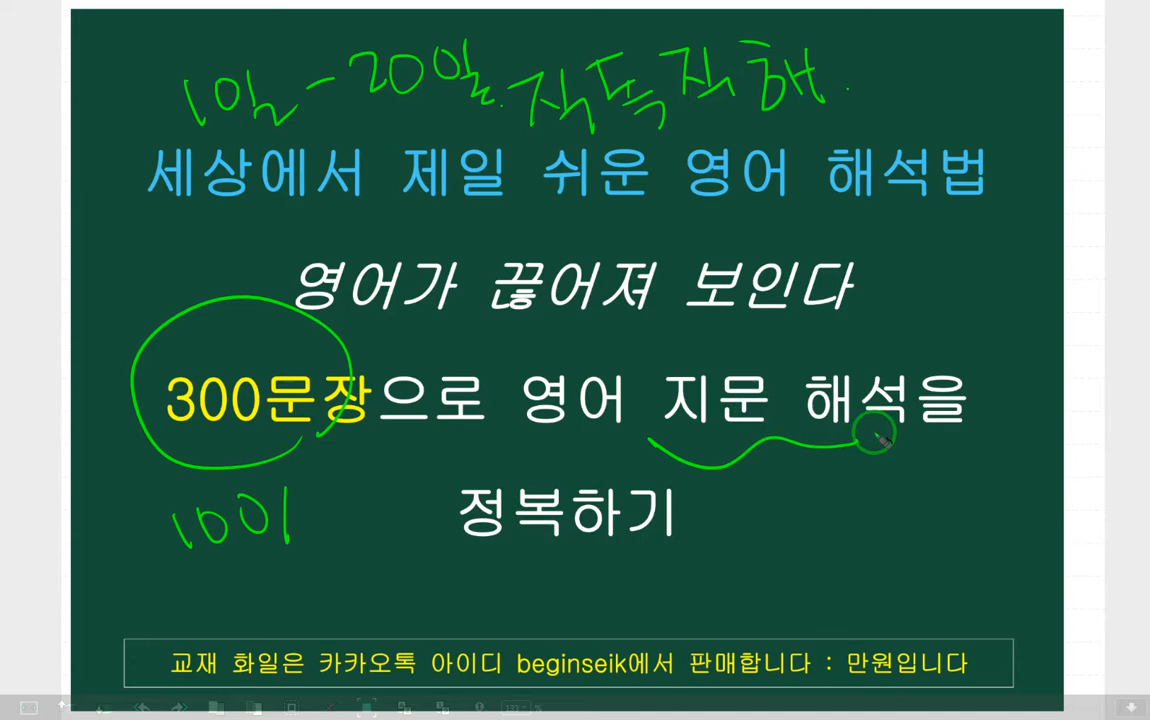 1일-20일.직독직해.
세상에서 제일 쉬운 영어 해석법
영어가 끊어져 보인다
300문장으로 영어 지문 해석을
1001
정복하기
교재 화일은 카카오톡 아이디 beginseik에서 판매합니다 : 만원입니다
133 %